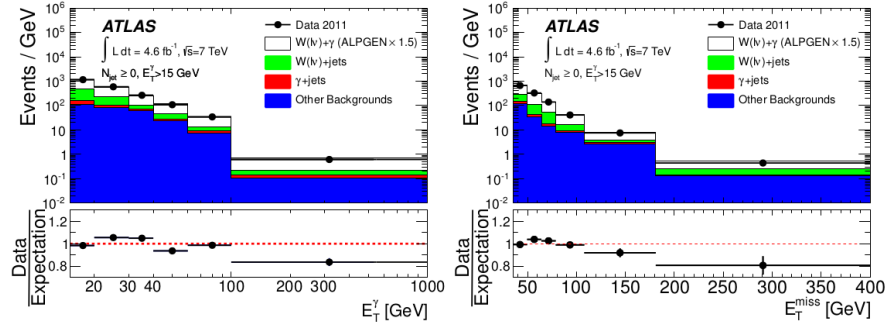 ATLAS
∫ L dt = 4.6 fb⁻¹, √s=7 TeV
N_jet ≥ 0, E_T^γ>15 GeV
Data 2011
W(lν)+γ (ALPGEN × 1.5)
W(lν)+jets
γ+jets
Other Backgrounds
Events / GeV
10⁶
10⁵
10⁴
10³
10²
10
1
10⁻¹
10⁻²
Data
Expectation
1.2
1
0.8
20 30 40 100 200 300 1000
E_T^γ [GeV]
ATLAS
∫ L dt = 4.6 fb⁻¹, √s=7 TeV
N_jet ≥ 0, E_T^γ>15 GeV
Data 2011
W(lν)+γ (ALPGEN × 1.5)
W(lν)+jets
γ+jets
Other Backgrounds
Events / GeV
10⁶
10⁵
10⁴
10³
10²
10
1
10⁻¹
10⁻²
Data
Expectation
1.2
1
0.8
50 100 150 200 250 300 350 400
E_T^miss [GeV]